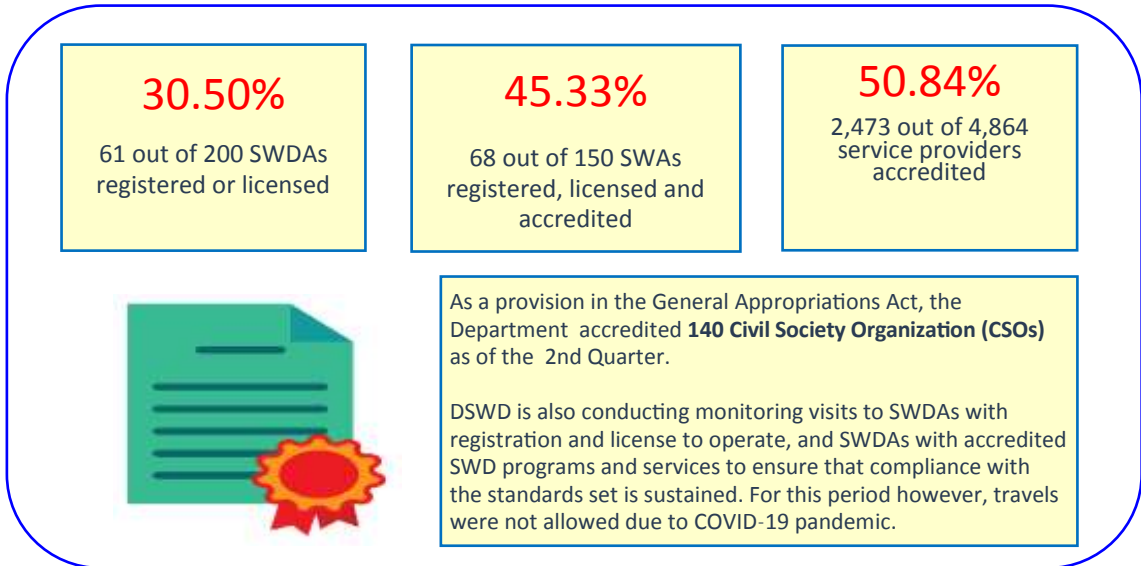 30.50%
61 out of 200 SWDAs
registered or licensed
45.33%
68 out of 150 SWAs
registered, licensed and
accredited
50.84%
2,473 out of 4,864
service providers
accredited
As a provision in the General Appropriations Act, the
Department accredited 140 Civil Society Organization (CSOs)
as of the 2nd Quarter.
DSWD is also conducting monitoring visits to SWDAs with
registration and license to operate, and SWDAs with accredited
SWD programs and services to ensure that compliance with
the standards set is sustained. For this period however, travels
were not allowed due to COVID-19 pandemic.